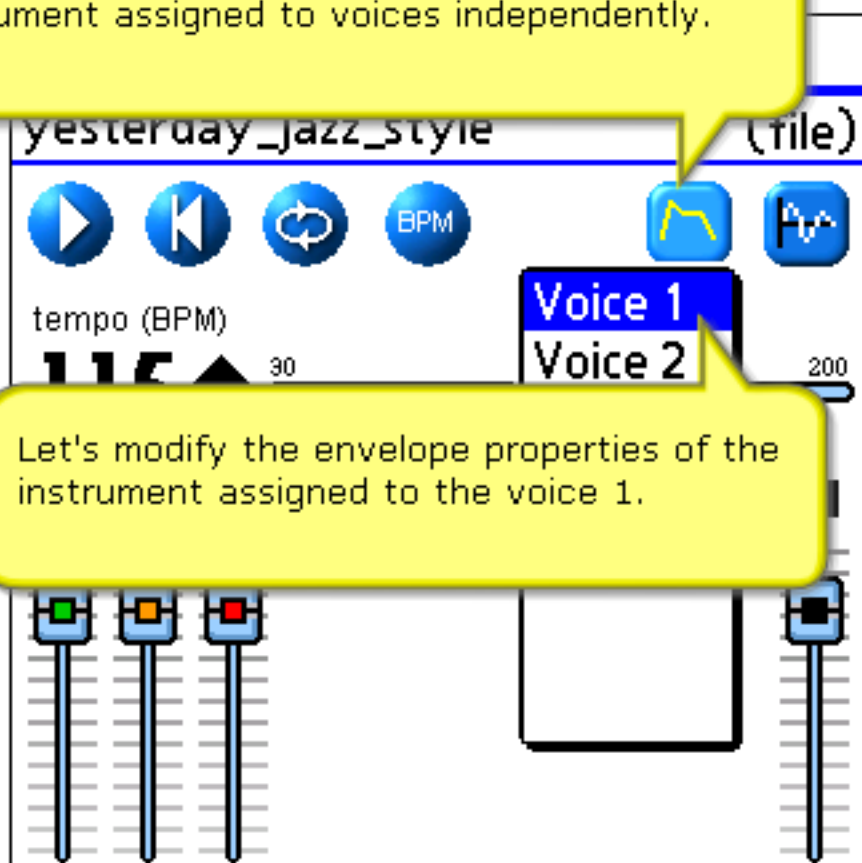 assigned to voices independently.
yesterday_jazz_style (file)
BPM
tempo (BPM)
Voice 1
Voice 2
30
200
Let's modify the envelope properties of the
instrument assigned to the voice 1.